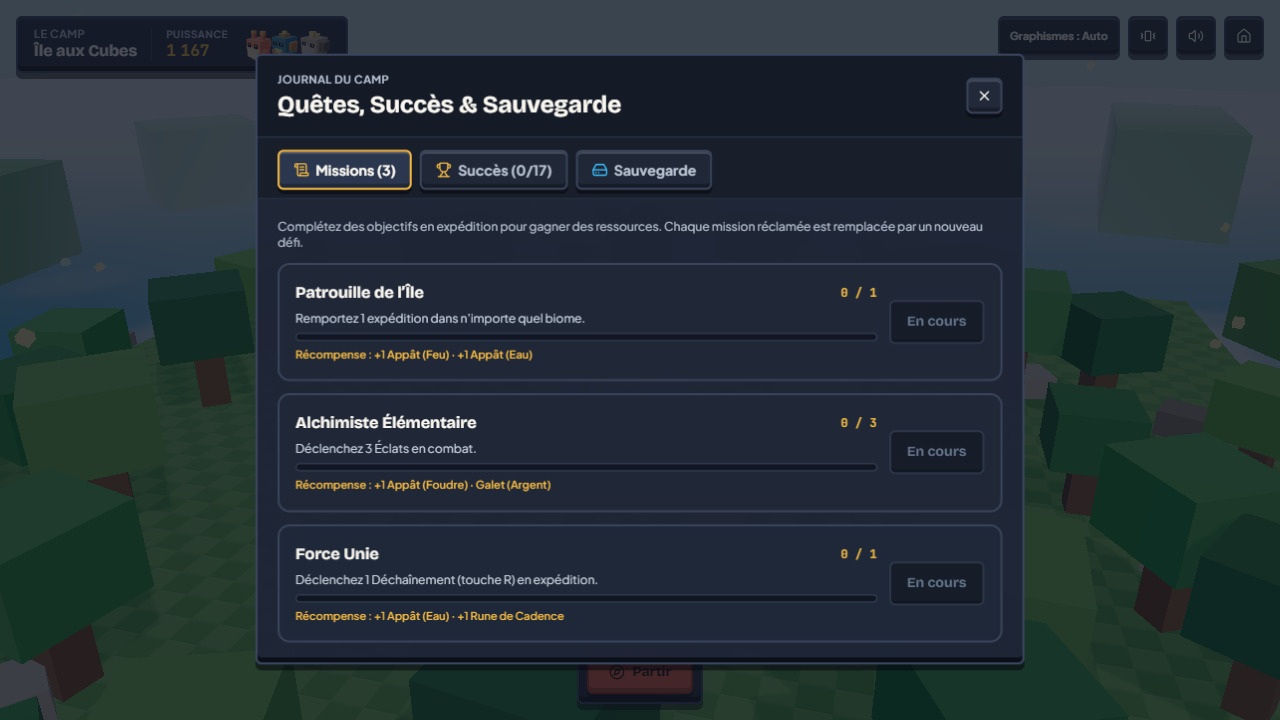 LE CAMP
Île aux Cubes
PUISSANCE
1 167
Graphismes : Auto
JOURNAL DU CAMP
Quêtes, Succès & Sauvegarde
Missions (3)
Succès (0/17)
Sauvegarde
Complétez des objectifs en expédition pour gagner des ressources. Chaque mission réclamée est remplacée par un nouveau
défi.
Patrouille de l'Île
0 / 1
Remportez 1 expédition dans n'importe quel biome.
En cours
Récompense : +1 Appât (Feu) · +1 Appât (Eau)
Alchimiste Élémentaire
0 / 3
Déclenchez 3 Éclats en combat.
En cours
Récompense : +1 Appât (Foudre) · Galet (Argent)
Force Unie
0 / 1
Déclenchez 1 Déchaînement (touche R) en expédition.
En cours
Récompense : +1 Appât (Eau) · +1 Rune de Cadence
Partir